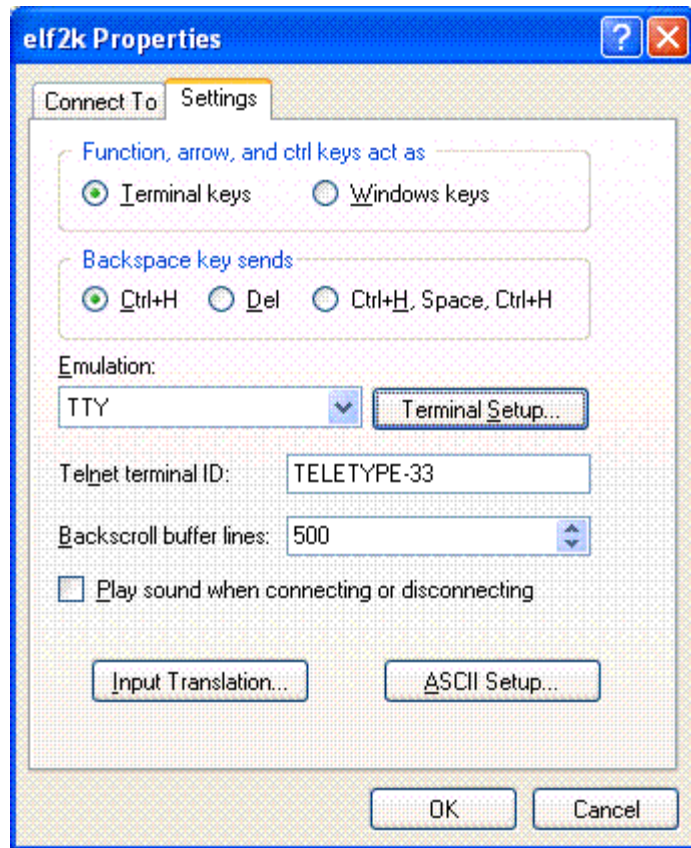 elf2k Properties
Connect To Settings
Function, arrow, and ctrl keys act as
Terminal keys Windows keys
Backspace key sends
Ctrl+H Del Ctrl+H, Space, Ctrl+H
Emulation:
TTY Terminal Setup...
Telnet terminal ID: TELETYPE-33
Backscroll buffer lines: 500
Play sound when connecting or disconnecting
Input Translation... ASCII Setup...
OK Cancel